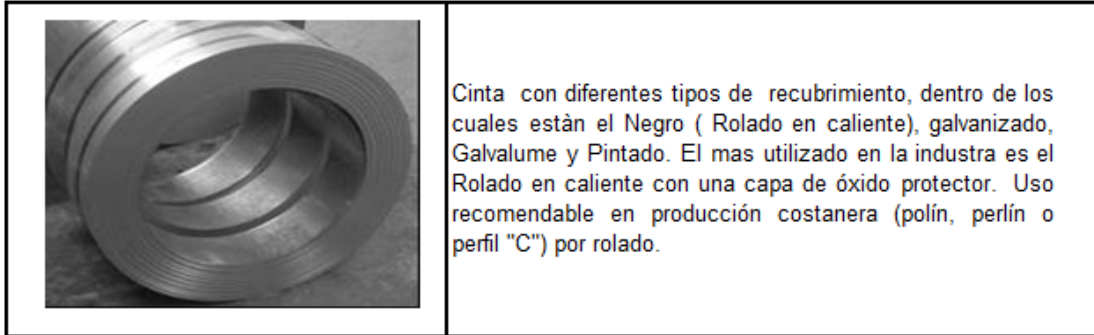 Cinta con diferentes tipos de recubrimiento, dentro de los
cuales estàn el Negro ( Rolado en caliente), galvanizado,
Galvalume y Pintado. El mas utilizado en la industra es el
Rolado en caliente con una capa de óxido protector. Uso
recomendable en producción costanera (polín, perlín o
perfil "C") por rolado.